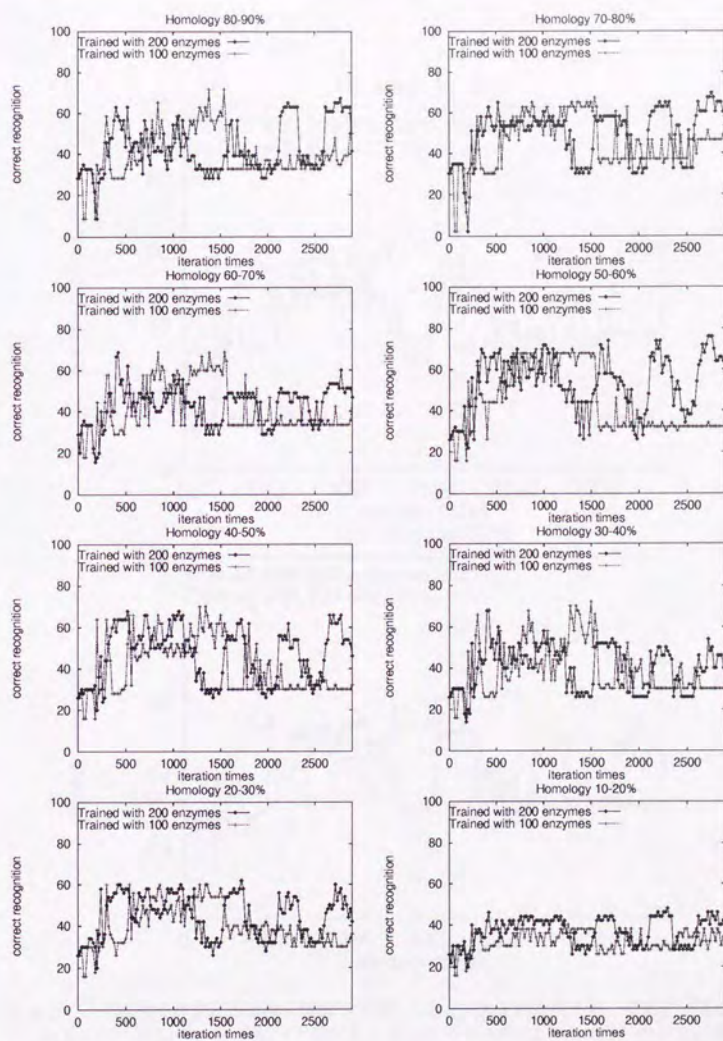 Homology 80-90%
100
80
60
40
20
0
correct recognition
Trained with 200 enzymes
Trained with 100 enzymes
0 500 1000 1500 2000 2500
iteration times
Homology 70-80%
100
80
60
40
20
0
correct recognition
Trained with 200 enzymes
Trained with 100 enzymes
0 500 1000 1500 2000 2500
iteration times
Homology 60-70%
100
80
60
40
20
0
correct recognition
Trained with 200 enzymes
Trained with 100 enzymes
0 500 1000 1500 2000 2500
iteration times
Homology 50-60%
100
80
60
40
20
0
correct recognition
Trained with 200 enzymes
Trained with 100 enzymes
0 500 1000 1500 2000 2500
iteration times
Homology 40-50%
100
80
60
40
20
0
correct recognition
Trained with 200 enzymes
Trained with 100 enzymes
0 500 1000 1500 2000 2500
iteration times
Homology 30-40%
100
80
60
40
20
0
correct recognition
Trained with 200 enzymes
Trained with 100 enzymes
0 500 1000 1500 2000 2500
iteration times
Homology 20-30%
100
80
60
40
20
0
correct recognition
Trained with 200 enzymes
Trained with 100 enzymes
0 500 1000 1500 2000 2500
iteration times
Homology 10-20%
100
80
60
40
20
0
correct recognition
Trained with 200 enzymes
Trained with 100 enzymes
0 500 1000 1500 2000 2500
iteration times